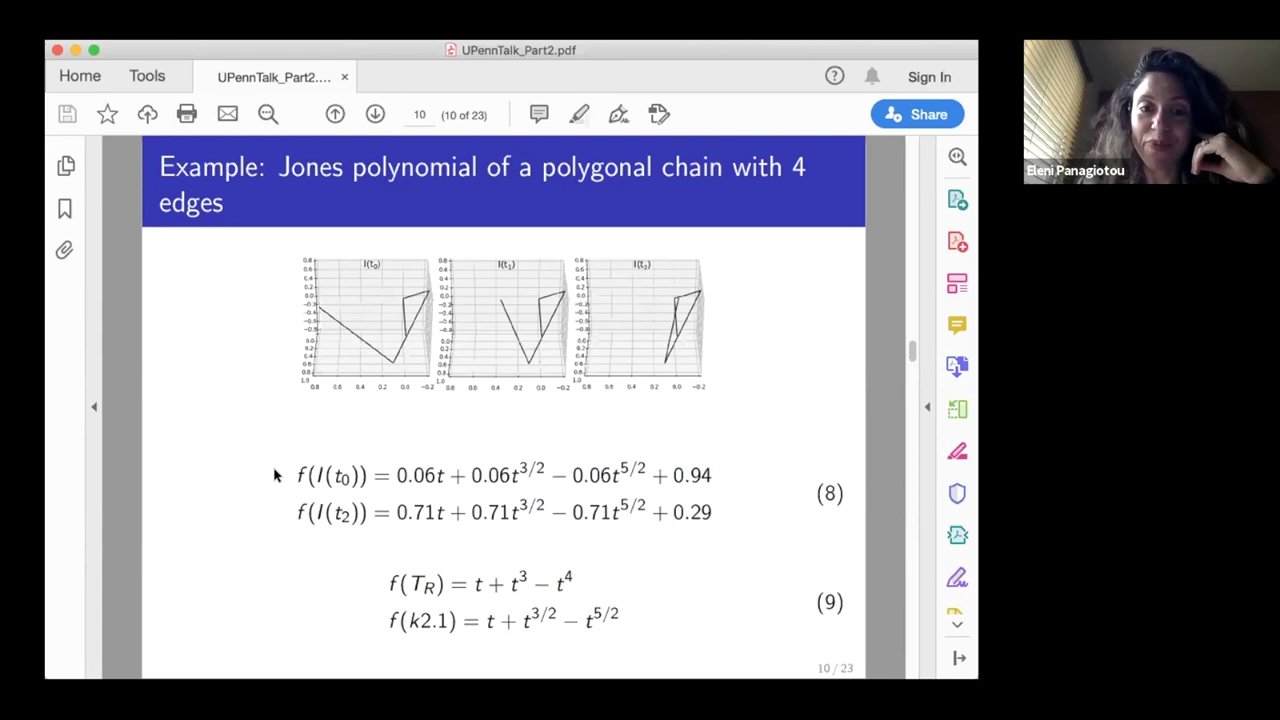 UPennTalk_Part2.pdf
Home Tools UPennTalk_Part2.... × Sign In
10 (10 of 23) Share
Example: Jones polynomial of a polygonal chain with 4
edges
I(t₀) I(t₁) I(t₂)
f(I(t₀)) = 0.06t + 0.06t^{3/2} − 0.06t^{5/2} + 0.94
(8)
f(I(t₂)) = 0.71t + 0.71t^{3/2} − 0.71t^{5/2} + 0.29
f(T_R) = t + t³ − t⁴
(9)
f(k2.1) = t + t^{3/2} − t^{5/2}
10 / 23
Eleni Panagiotou